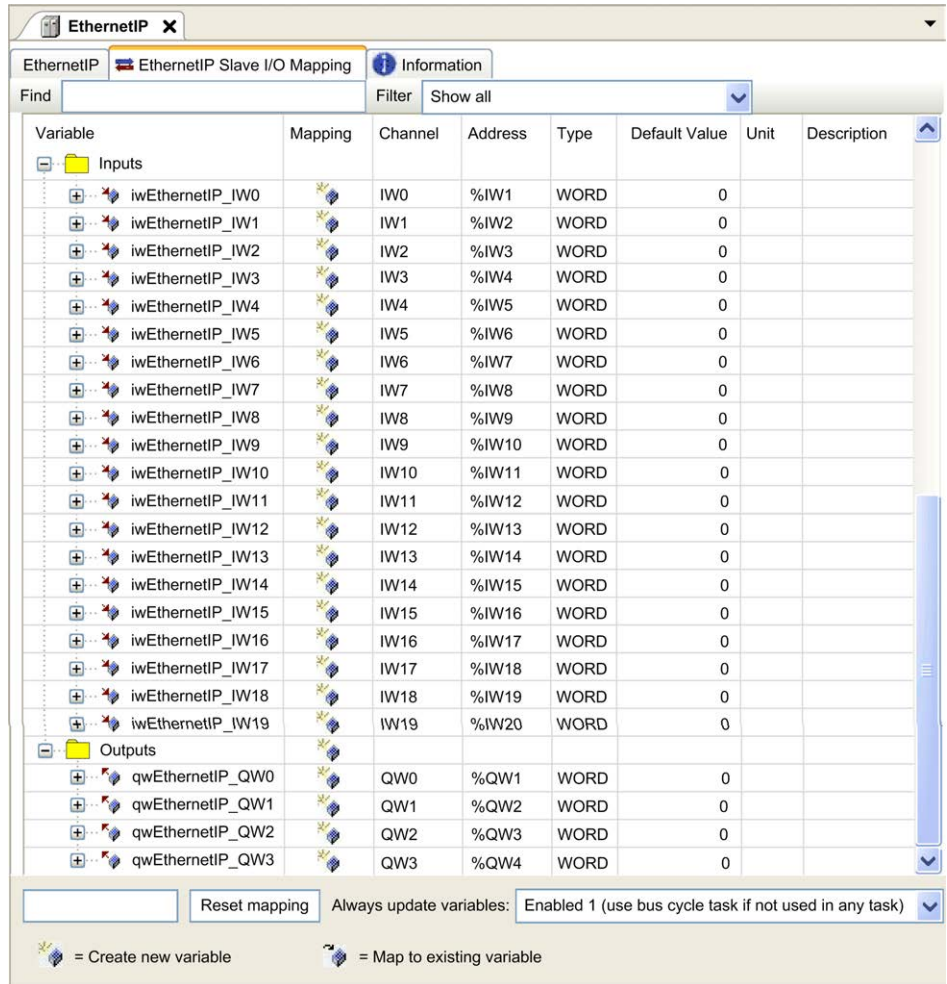 EthernetIP
EthernetIP EthernetIP Slave I/O Mapping Information
Find Filter Show all
Variable Mapping Channel Address Type Default Value Unit Description
Inputs
iwEthernetIP_IW0 IW0 %IW1 WORD 0
iwEthernetIP_IW1 IW1 %IW2 WORD 0
iwEthernetIP_IW2 IW2 %IW3 WORD 0
iwEthernetIP_IW3 IW3 %IW4 WORD 0
iwEthernetIP_IW4 IW4 %IW5 WORD 0
iwEthernetIP_IW5 IW5 %IW6 WORD 0
iwEthernetIP_IW6 IW6 %IW7 WORD 0
iwEthernetIP_IW7 IW7 %IW8 WORD 0
iwEthernetIP_IW8 IW8 %IW9 WORD 0
iwEthernetIP_IW9 IW9 %IW10 WORD 0
iwEthernetIP_IW10 IW10 %IW11 WORD 0
iwEthernetIP_IW11 IW11 %IW12 WORD 0
iwEthernetIP_IW12 IW12 %IW13 WORD 0
iwEthernetIP_IW13 IW13 %IW14 WORD 0
iwEthernetIP_IW14 IW14 %IW15 WORD 0
iwEthernetIP_IW15 IW15 %IW16 WORD 0
iwEthernetIP_IW16 IW16 %IW17 WORD 0
iwEthernetIP_IW17 IW17 %IW18 WORD 0
iwEthernetIP_IW18 IW18 %IW19 WORD 0
iwEthernetIP_IW19 IW19 %IW20 WORD 0
Outputs
qwEthernetIP_QW0 QW0 %QW1 WORD 0
qwEthernetIP_QW1 QW1 %QW2 WORD 0
qwEthernetIP_QW2 QW2 %QW3 WORD 0
qwEthernetIP_QW3 QW3 %QW4 WORD 0
Reset mapping Always update variables: Enabled 1 (use bus cycle task if not used in any task)
= Create new variable = Map to existing variable